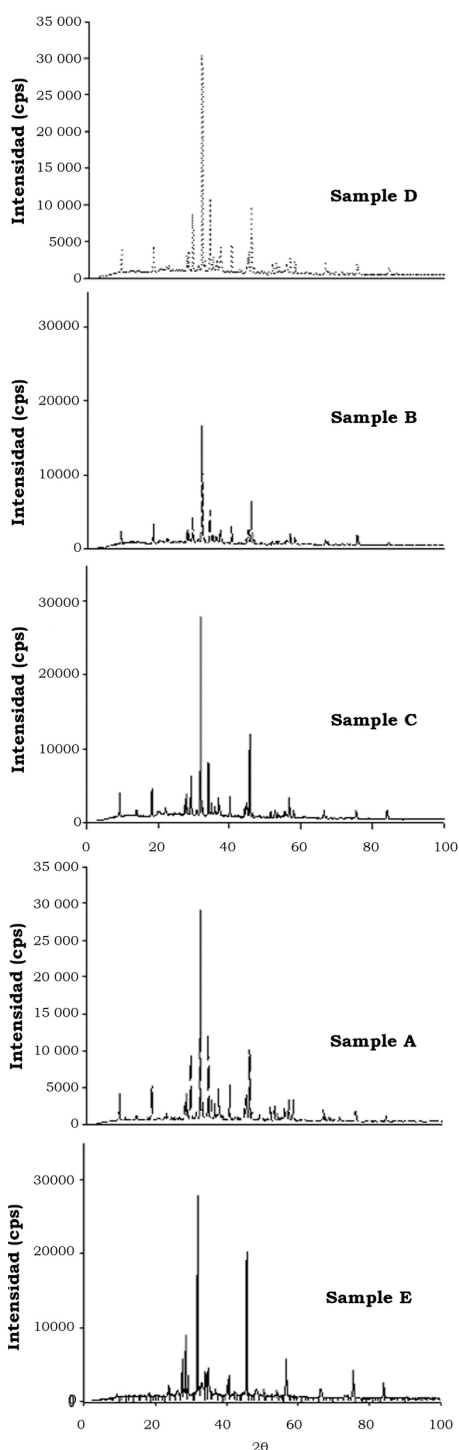 35 000
30 000
25 000
20 000
15 000
10 000
5000
0
Intensidad (cps)
Sample D
30000
20000
10000
0
Intensidad (cps)
Sample B
30000
20000
10000
0
Intensidad (cps)
Sample C
0 20 40 60 80 100
35 000
30 000
25 000
20 000
15 000
10 000
5000
0
Intensidad (cps)
Sample A
30000
20000
10000
0
Intensidad (cps)
Sample E
0 20 40 60 80 100
2θ